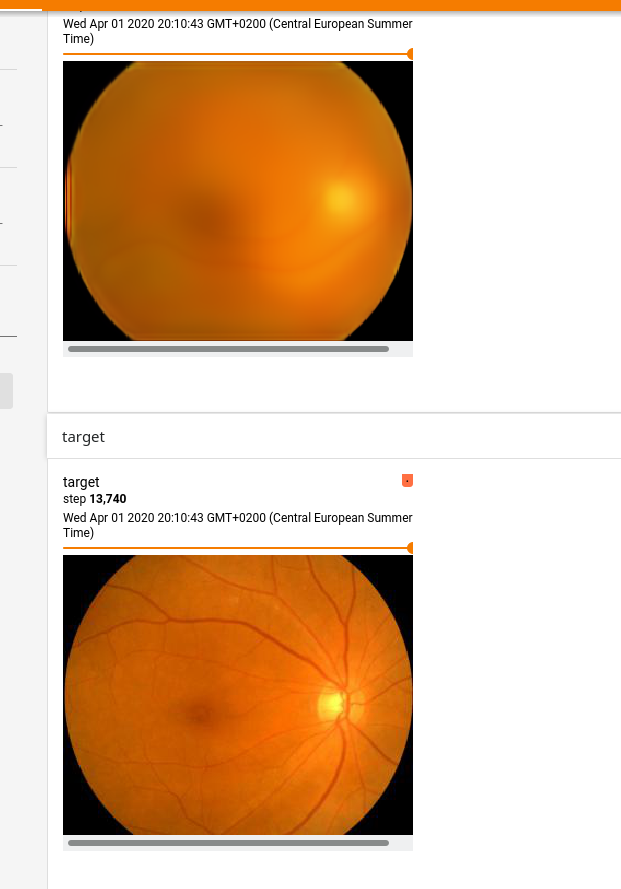 Wed Apr 01 2020 20:10:43 GMT+0200 (Central European Summer
Time)
target
target
step 13,740
Wed Apr 01 2020 20:10:43 GMT+0200 (Central European Summer
Time)